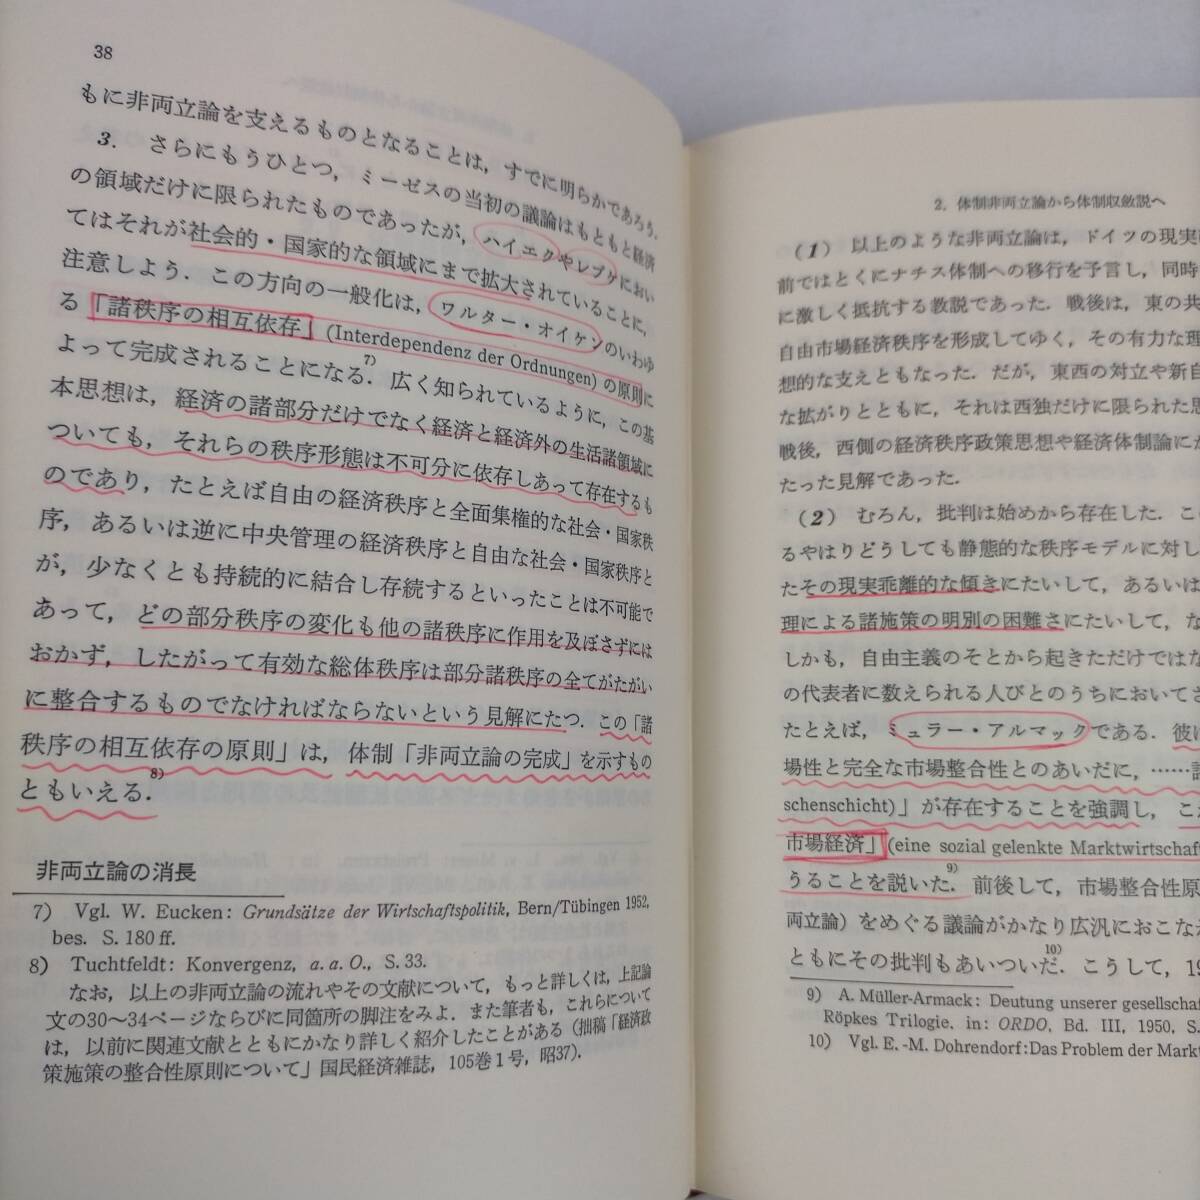 38
もに非両立論を支えるものとなることは，すでに明らかであろう．
3． さらにもうひとつ，ミーゼスの当初の議論はもともと経済
の領域だけに限られたものであったが，ハイエクやレプケにおい
てはそれが社会的・国家的な領域にまで拡大されていることに，
注意しよう．この方向の一般化は，ワルター・オイケンのいわゆ
る「諸秩序の相互依存」(Interdependenz der Ordnungen) の原則に
よって完成されることになる．7) 広く知られているように，この基
本思想は，経済の諸部分だけでなく経済と経済外の生活諸領域に
ついても，それらの秩序形態は不可分に依存しあって存在するも
のであり，たとえば自由の経済秩序と全面集権的な社会・国家秩
序，あるいは逆に中央管理の経済秩序と自由な社会・国家秩序と
が，少なくとも持続的に結合し存続するといったことは不可能で
あって，どの部分秩序の変化も他の諸秩序に作用を及ぼさずには
おかず，したがって有効な総体秩序は部分諸秩序の全てがたがい
に整合するものでなければならないという見解にたつ．この「諸
秩序の相互依存の原則」は，体制「非両立論の完成」を示すもの
ともいえる．8)
非両立論の消長
7) Vgl. W. Eucken: Grundsätze der Wirtschaftspolitik, Bern/Tübingen 1952,
bes. S. 180 ff.
8) Tuchtfeldt: Konvergenz, a. a. O., S. 33.
なお，以上の非両立論の流れやその文献について，もっと詳しくは，上記論
文の30〜34ページならびに同箇所の脚注をみよ．また筆者も，これらについて
は，以前に関連文献とともにかなり詳しく紹介したことがある（拙稿「経済政
策施策の整合性原則について」国民経済雑誌，105巻1号，昭37）．
2．体制非両立論から体制収斂説へ
(1) 以上のような非両立論は，ドイツの現実
前ではとくにナチス体制への移行を予言し，同時
に激しく抵抗する教説であった．戦後は，東の共
自由市場経済秩序を形成してゆく，その有力な理
想的な支えともなった．だが，東西の対立や新自
な拡がりとともに，それは西独だけに限られた思
戦後，西側の経済秩序政策思想や経済体制論にか
たった見解であった．
(2) むろん，批判は始めから存在した．こ
るやはりどうしても静態的な秩序モデルに対し
たその現実乖離的な傾きにたいして，あるいは
理による諸施策の明別の困難さにたいして，な
しかも，自由主義のそとから起きただけではな
の代表者に数えられる人びとのうちにおいてさ
たとえば，ミュラー・アルマックである．彼は
場性と完全な市場整合性とのあいだに，……
schenschicht)」が存在することを強調し，こ
市場経済」(eine sozial gelenkte Marktwirtschaf
うることを説いた．9) 前後して，市場整合性原
両立論）をめぐる議論がかなり広汎におこなわ
ともにその批判もあいついだ．10) こうして，1
9) A. Müller-Armack: Deutung unserer gesellscha
Röpkes Trilogie. in: ORDO, Bd. III, 1950, S.
10) Vgl. E. -M. Dohrendorf: Das Problem der Markt